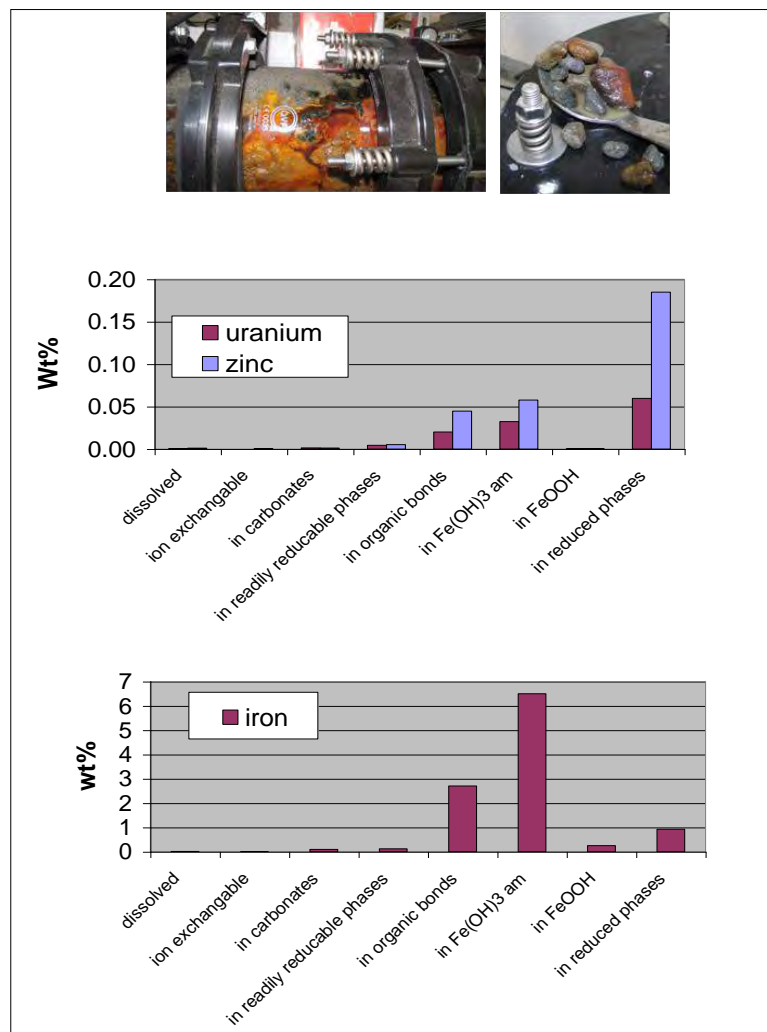 0.20
0.15
0.10
0.05
0.00
Wt%
uranium
zinc
dissolved
ion exchangable
in carbonates
in readily reducable phases
in organic bonds
in Fe(OH)3 am
in FeOOH
in reduced phases
7
6
5
4
3
2
1
0
wt%
iron
dissolved
ion exchangable
in carbonates
in readily reducable phases
in organic bonds
in Fe(OH)3 am
in FeOOH
in reduced phases